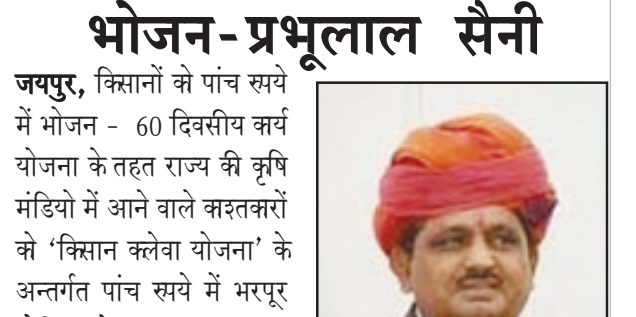 भोजन-प्रभूलाल सैनी
जयपुर, किसानों को पांच रुपये
में भोजन - 60 दिवसीय कार्य
योजना के तहत राज्य की कृषि
मंडियो में आने वाले काश्तकारों
को ‘किसान कलेवा योजना’ के
अन्तर्गत पांच रुपये में भरपूर